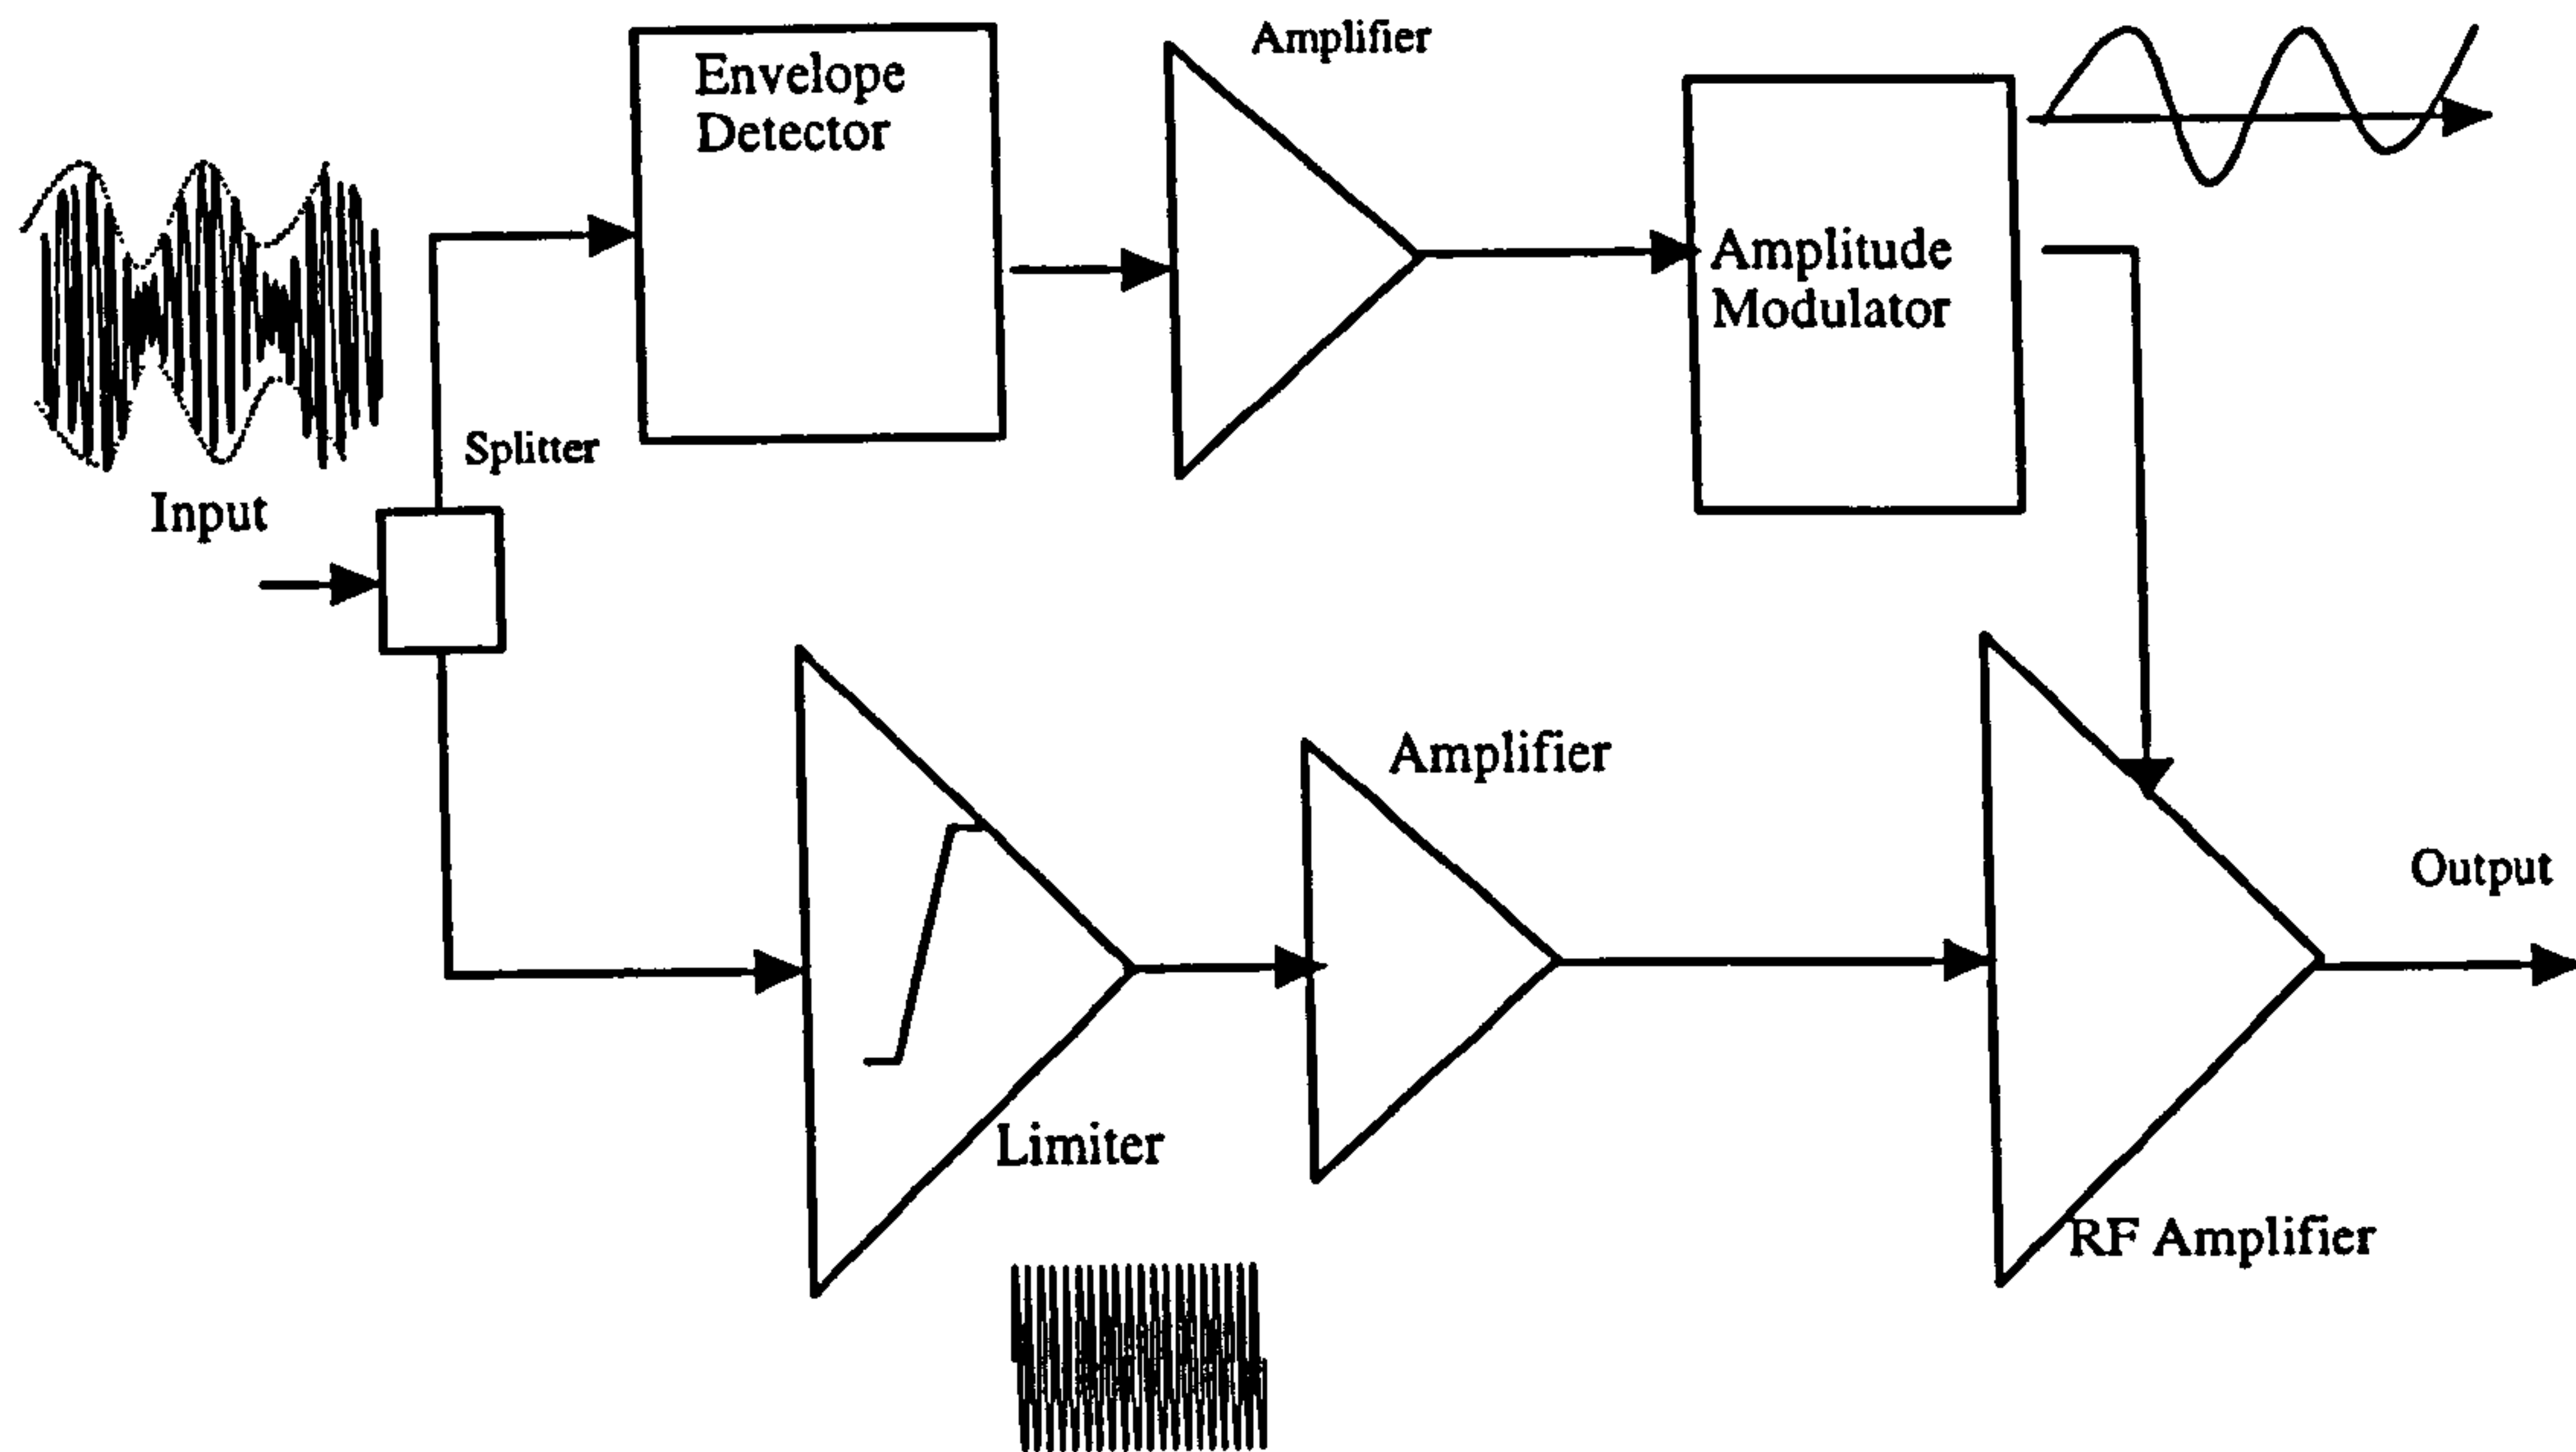 Amplifier
Envelope
Detector
Amplitude
Modulator
Splitter
Input
Amplifier
Output
Limiter
RF Amplifier